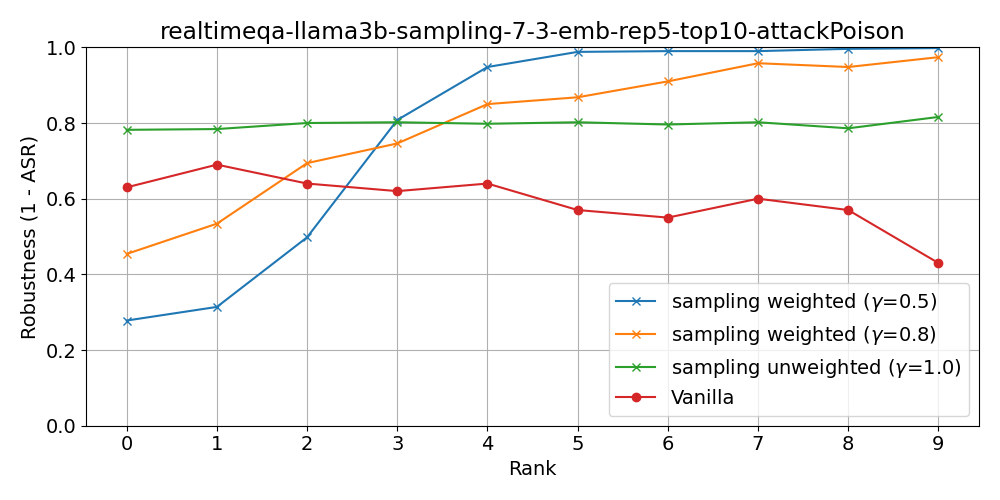 realtimeqa-llama3b-sampling-7-3-emb-rep5-top10-attackPoison
Robustness (1 - ASR)
1.0
0.8
0.6
0.4
0.2
0.0
sampling weighted (γ=0.5)
sampling weighted (γ=0.8)
sampling unweighted (γ=1.0)
Vanilla
0 1 2 3 4 5 6 7 8 9
Rank